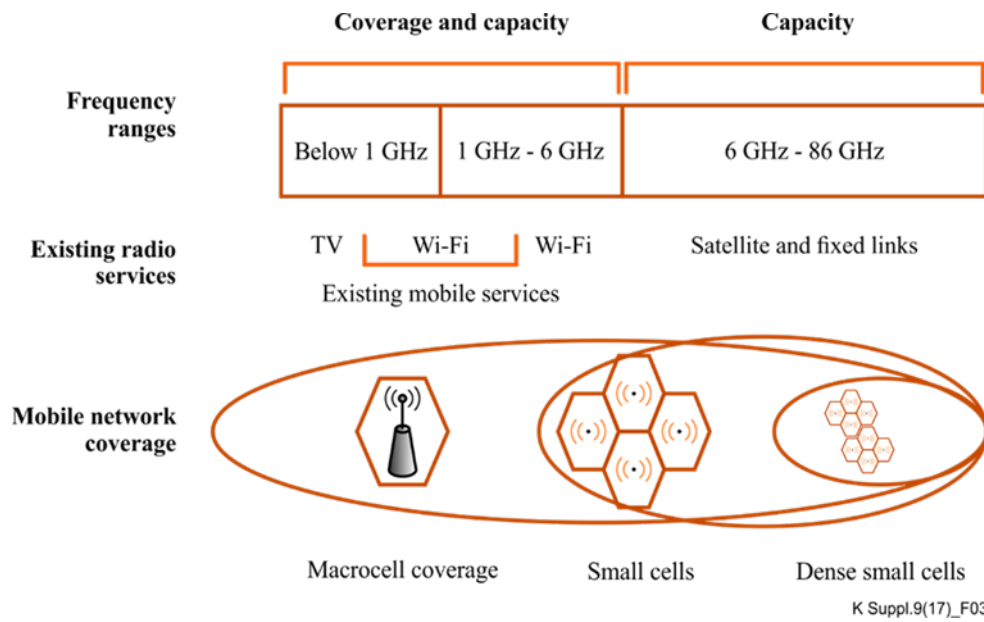 Coverage and capacity
Capacity
Frequency
ranges
Below 1 GHz
1 GHz - 6 GHz
6 GHz - 86 GHz
Existing radio
services
TV
Wi-Fi
Wi-Fi
Satellite and fixed links
Existing mobile services
Mobile network
coverage
Macrocell coverage
Small cells
Dense small cells
K Suppl.9(17)_F03